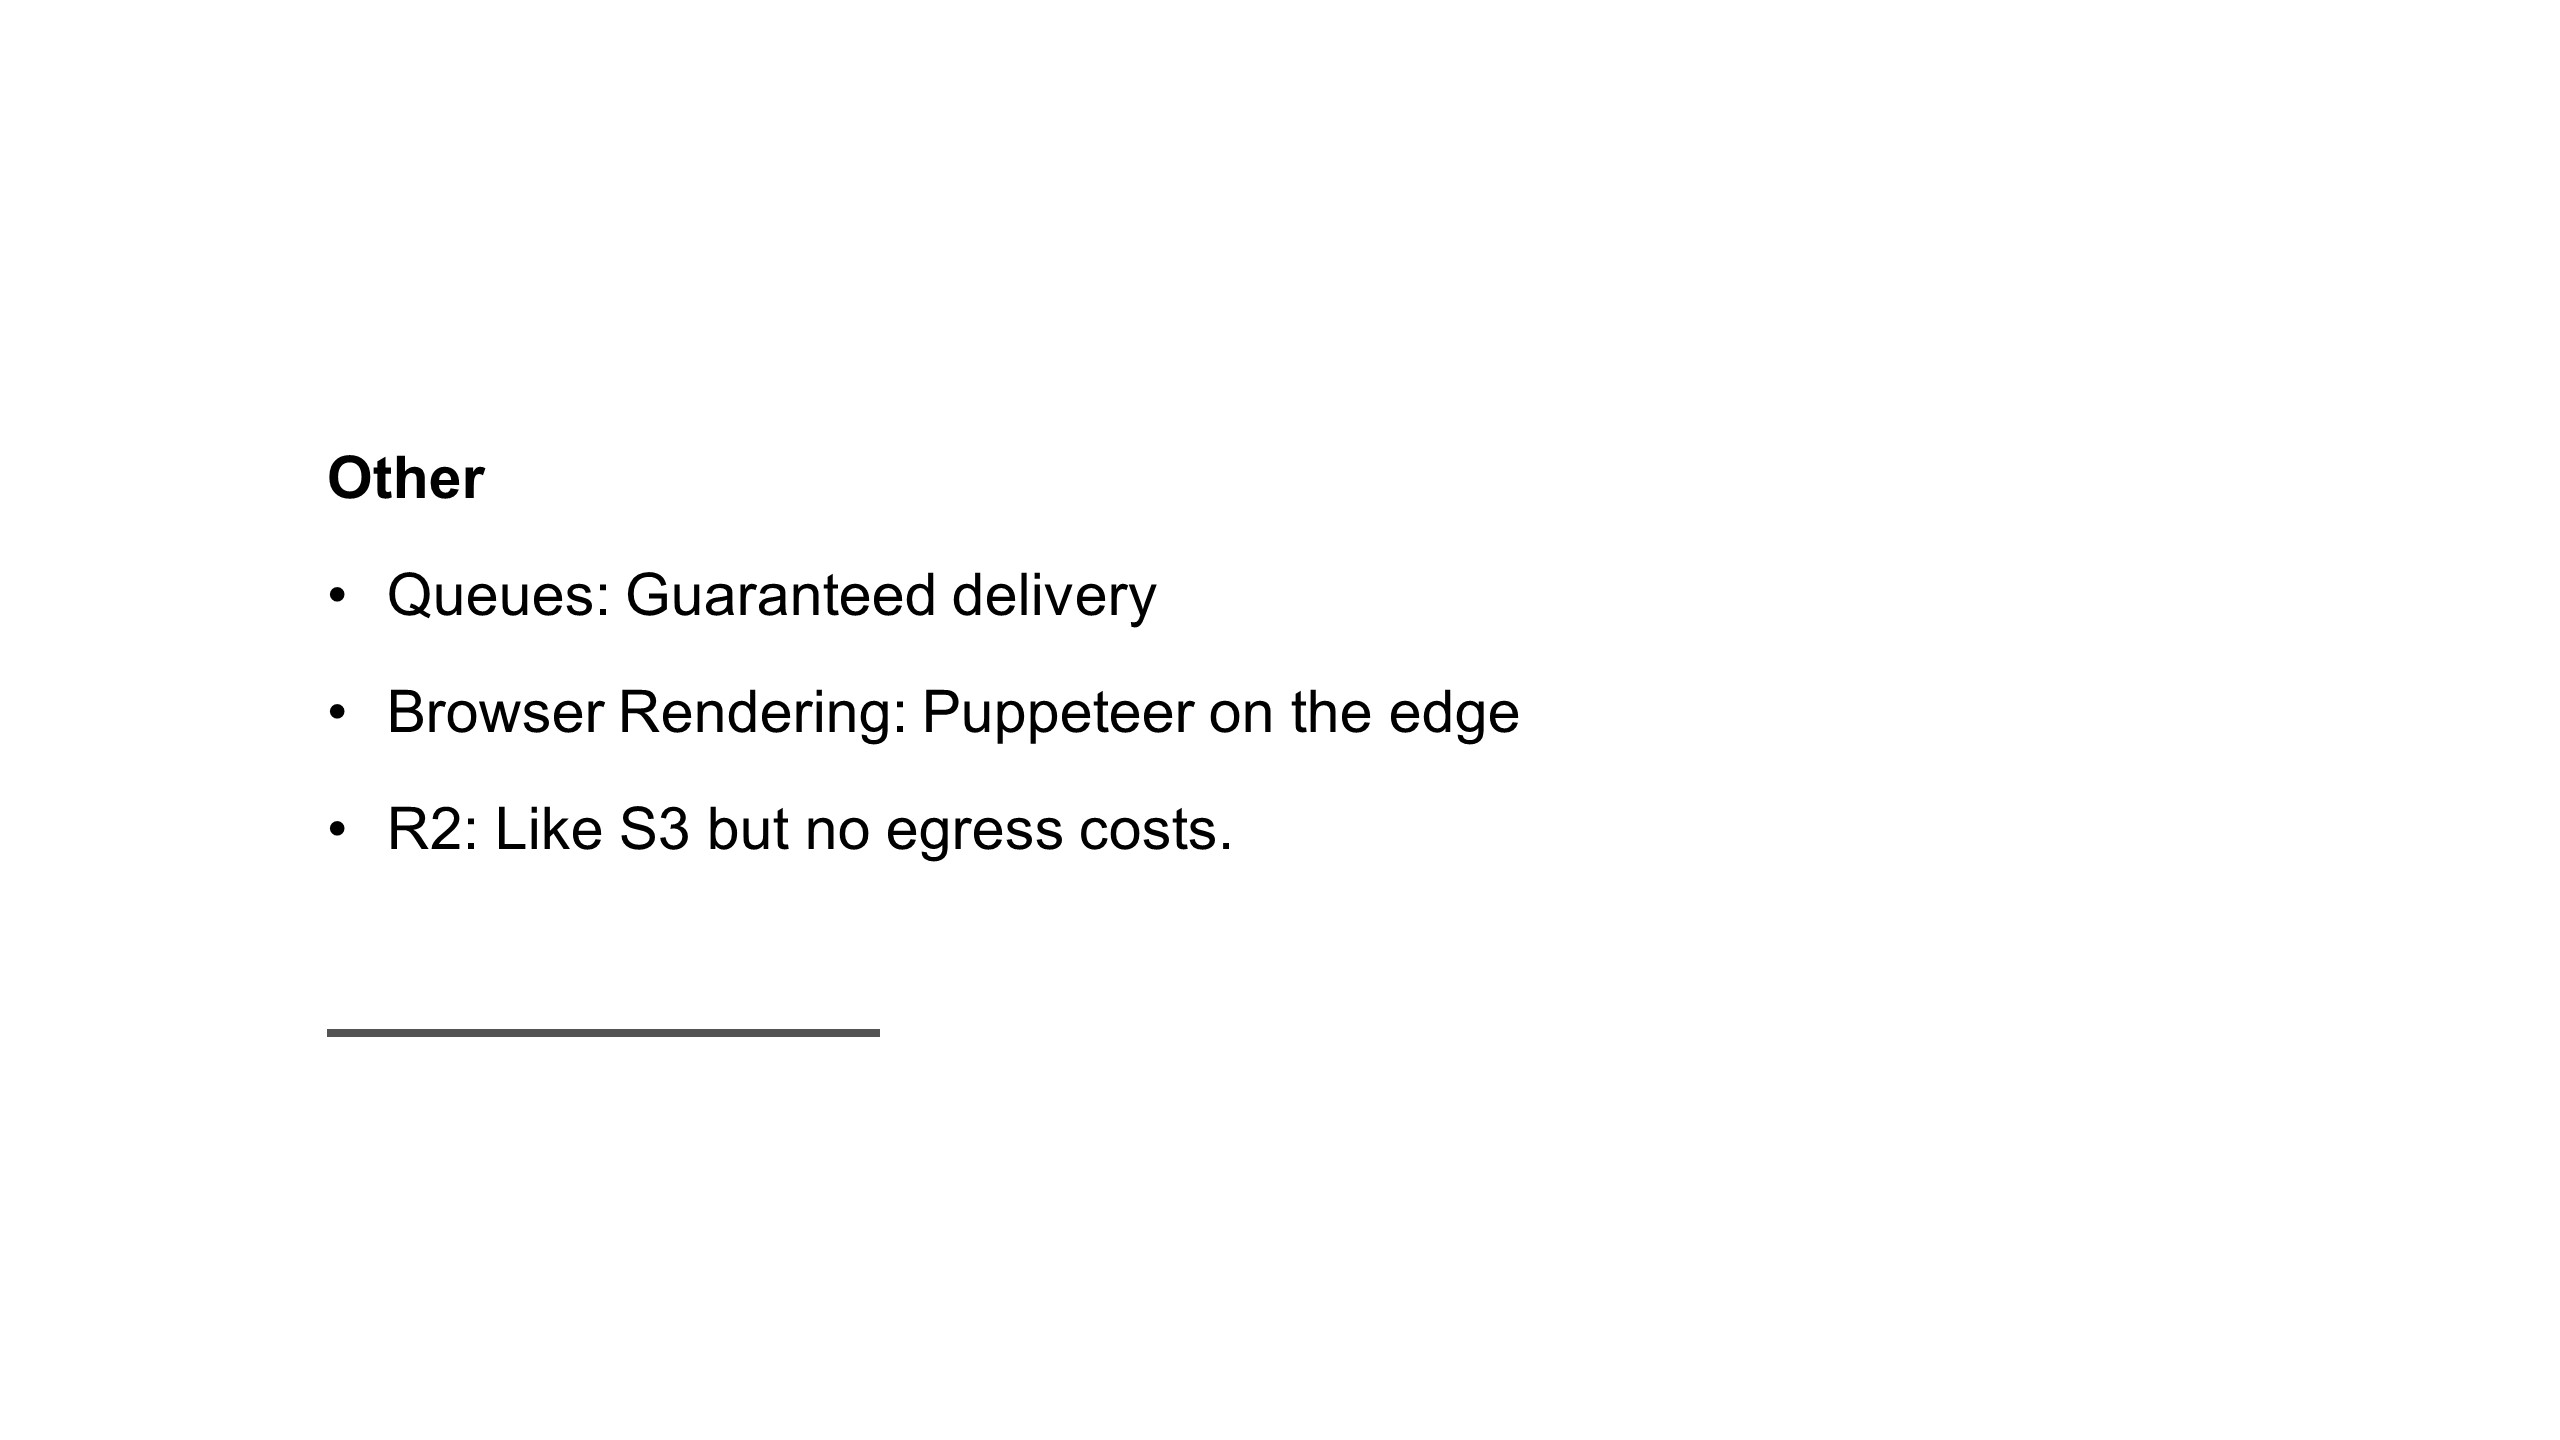 Other
• Queues: Guaranteed delivery
• Browser Rendering: Puppeteer on the edge
• R2: Like S3 but no egress costs.